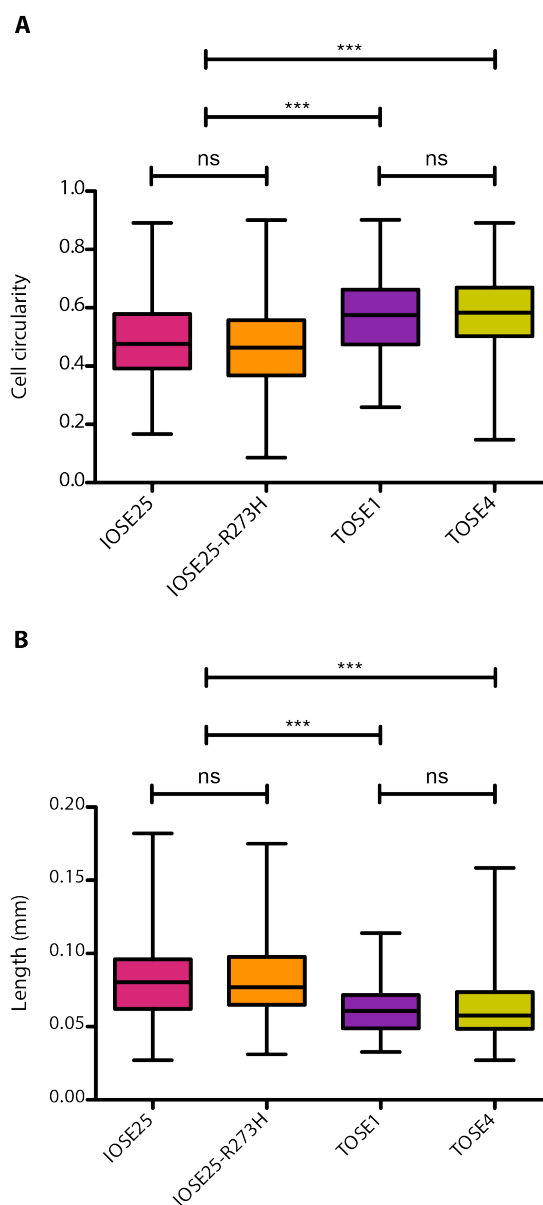 A
***
***
ns ns
1.0
0.8
0.6
0.4
0.2
0.0
Cell circularity
IOSE25
IOSE25-R273H
TOSE1
TOSE4
B
***
***
ns ns
0.20
0.15
0.10
0.05
0.00
Length (mm)
IOSE25
IOSE25-R273H
TOSE1
TOSE4